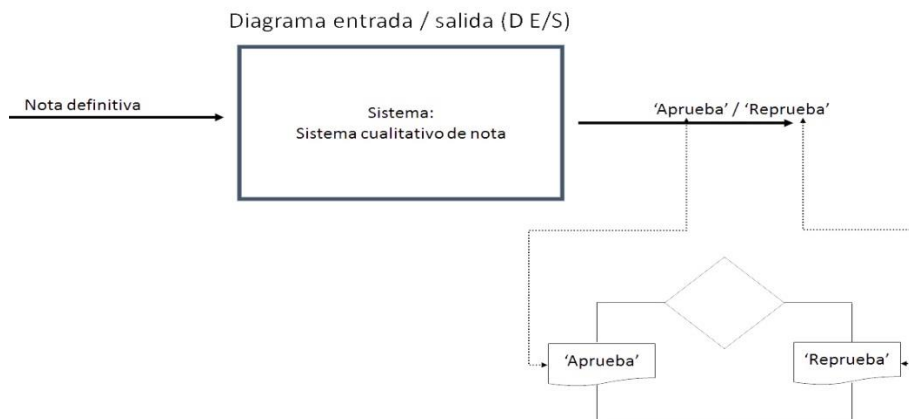 Diagrama entrada / salida (D E/S)
Nota definitiva
Sistema:
Sistema cualitativo de nota
‘Aprueba’ / ‘Reprueba’
‘Aprueba’
‘Reprueba’